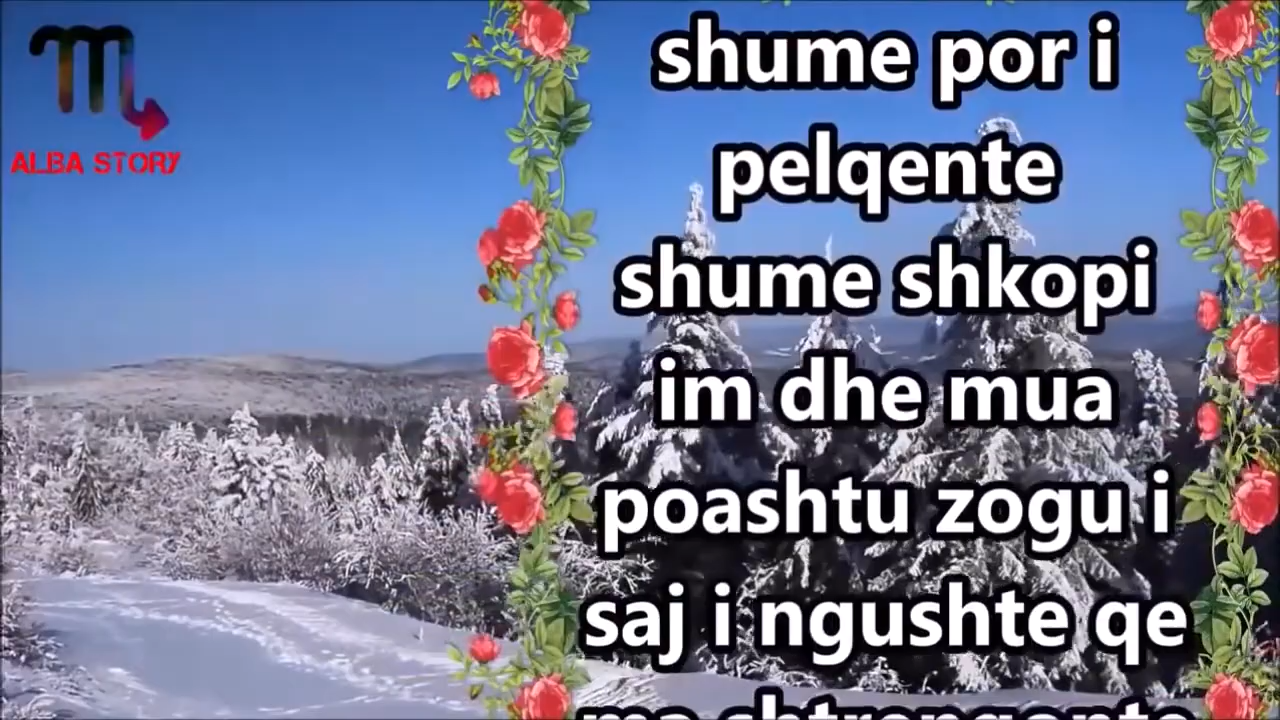 ALBA STORY
shume por i
pelqente
shume shkopi
im dhe mua
poashtu zogu i
saj i ngushte qe